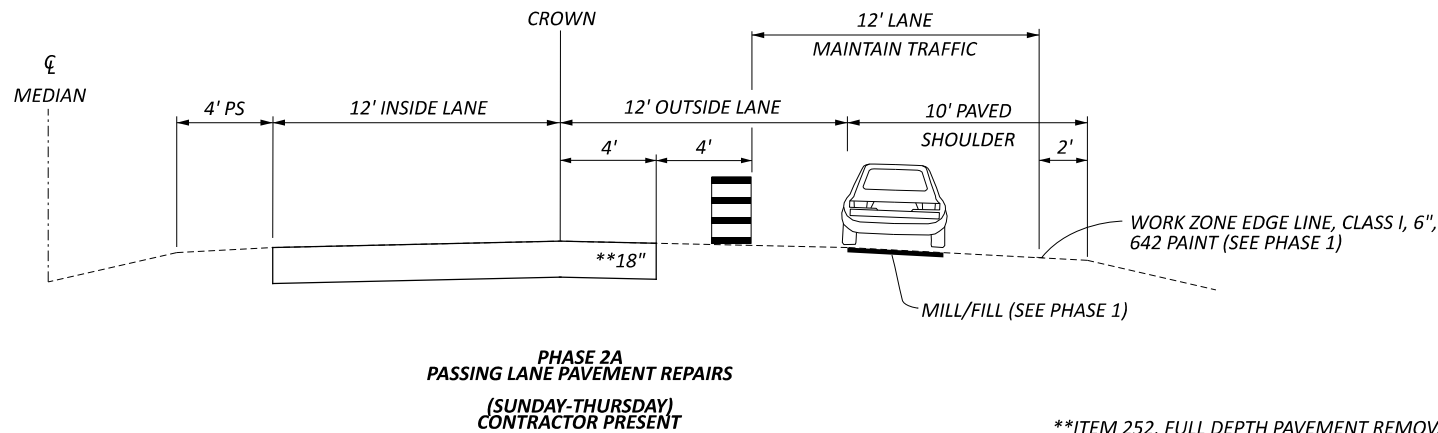 CROWN
12' LANE
MAINTAIN TRAFFIC
℄
MEDIAN
4' PS
12' INSIDE LANE
12' OUTSIDE LANE
10' PAVED
SHOULDER
4'
4'
2'
WORK ZONE EDGE LINE, CLASS I, 6",
642 PAINT (SEE PHASE 1)
**18"
MILL/FILL (SEE PHASE 1)
PHASE 2A
PASSING LANE PAVEMENT REPAIRS
(SUNDAY-THURSDAY)
CONTRACTOR PRESENT
**ITEM 252, FULL DEPTH PAVEMENT